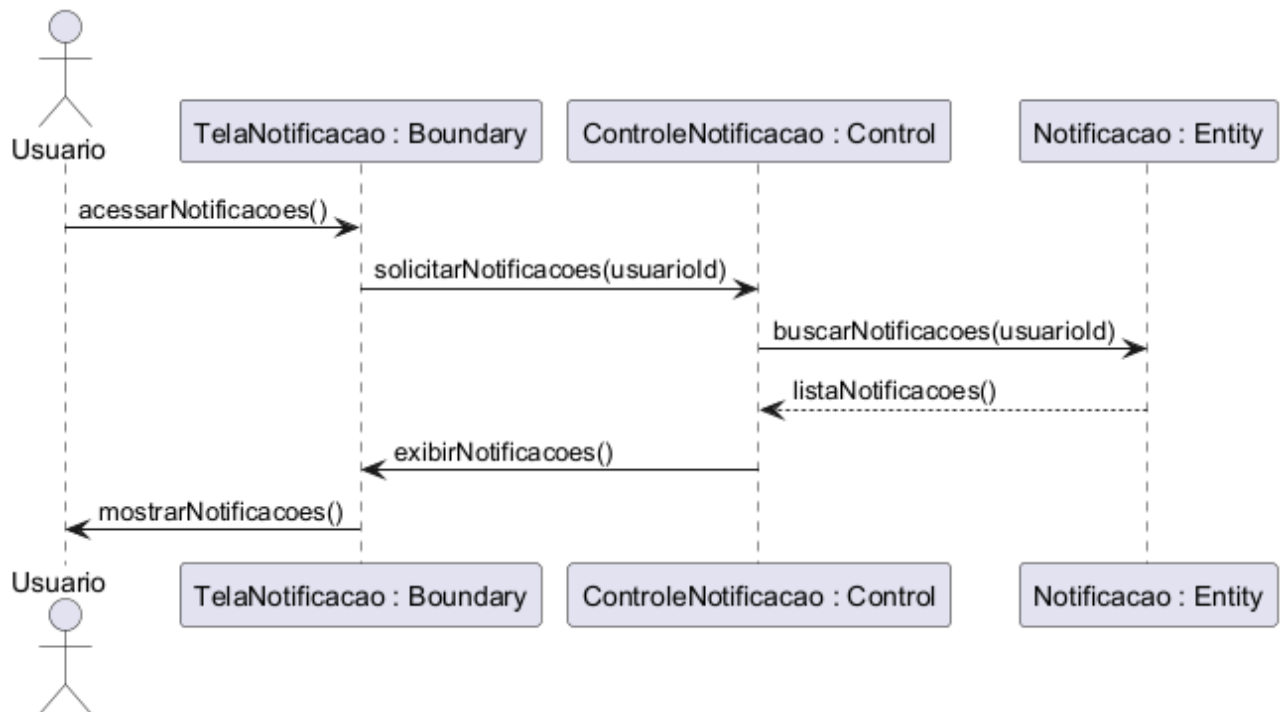 Usuario
TelaNotificacao : Boundary
ControleNotificacao : Control
Notificacao : Entity
acessarNotificacoes()
solicitarNotificacoes(usuarioId)
buscarNotificacoes(usuarioId)
listaNotificacoes()
exibirNotificacoes()
mostrarNotificacoes()
Usuario
TelaNotificacao : Boundary
ControleNotificacao : Control
Notificacao : Entity